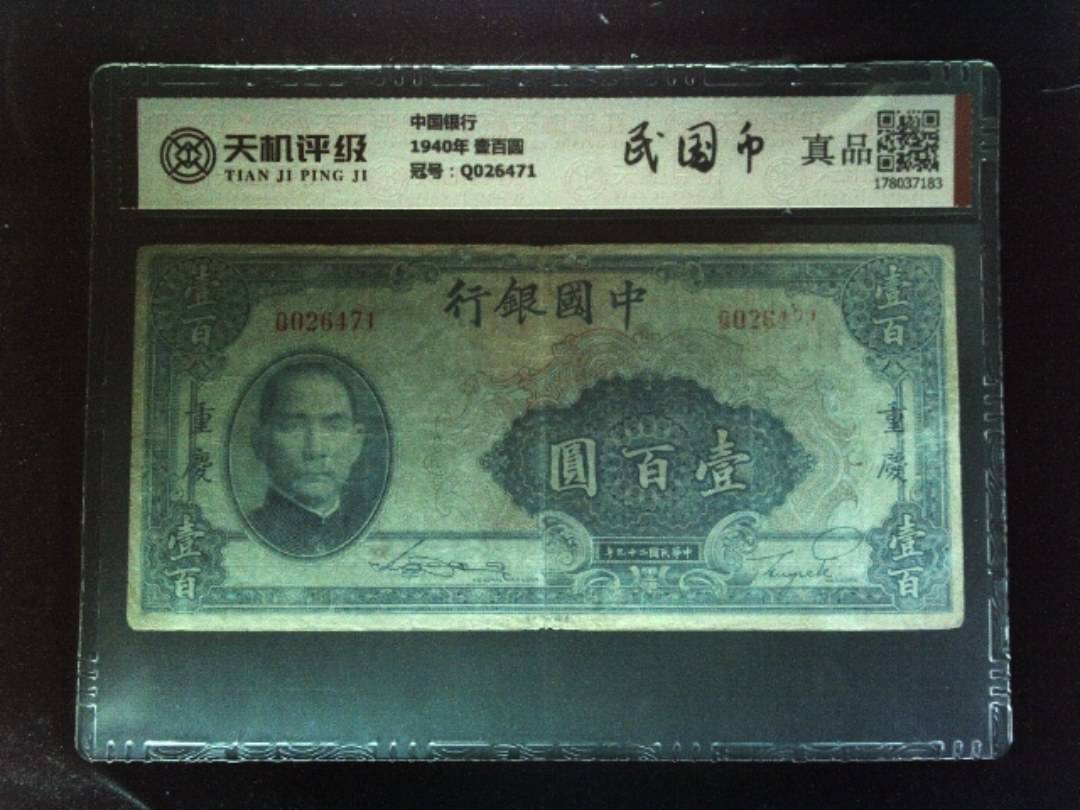 天机评级
TIAN JI PING JI
中国银行
1940年 壹百圆
冠号：Q026471
民国币
真品
178037183
行銀國中
Q026471
Q026471
壹百
壹百
重慶
重慶
圓百壹
年九廿國民華中
壹百
壹百